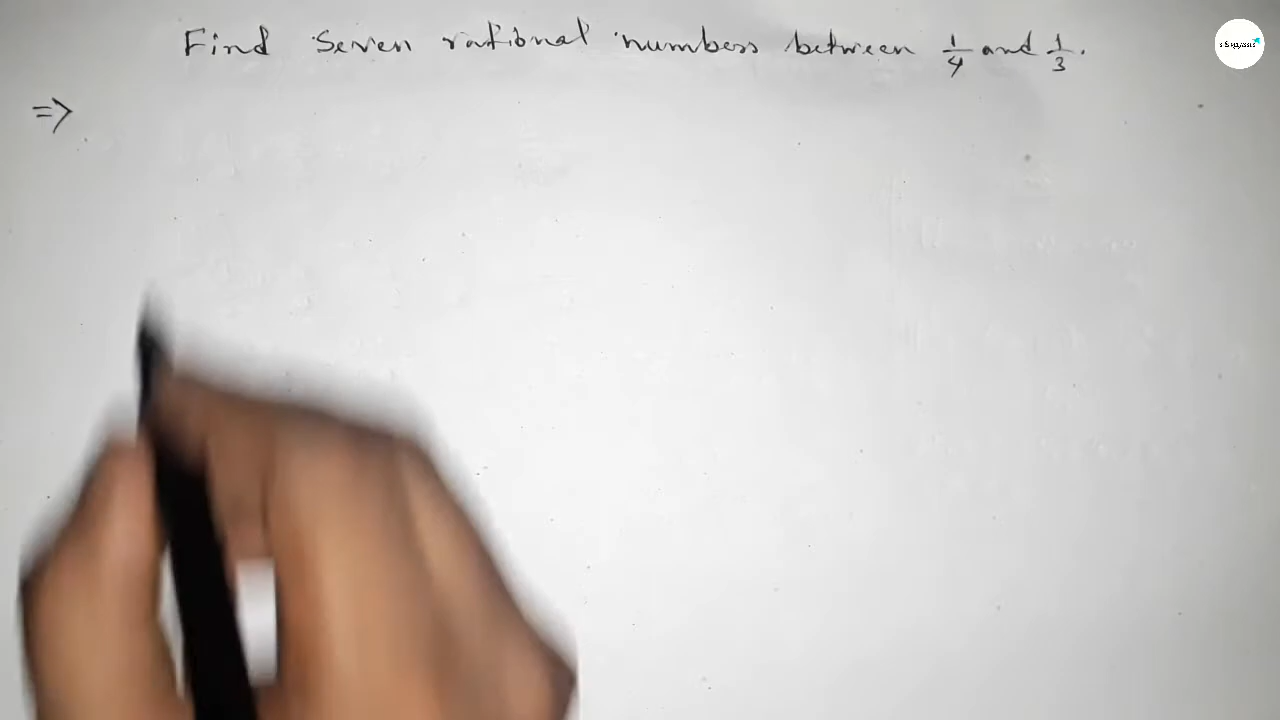 Find Seven rational numbers between 1/4 and 1/3.
=>